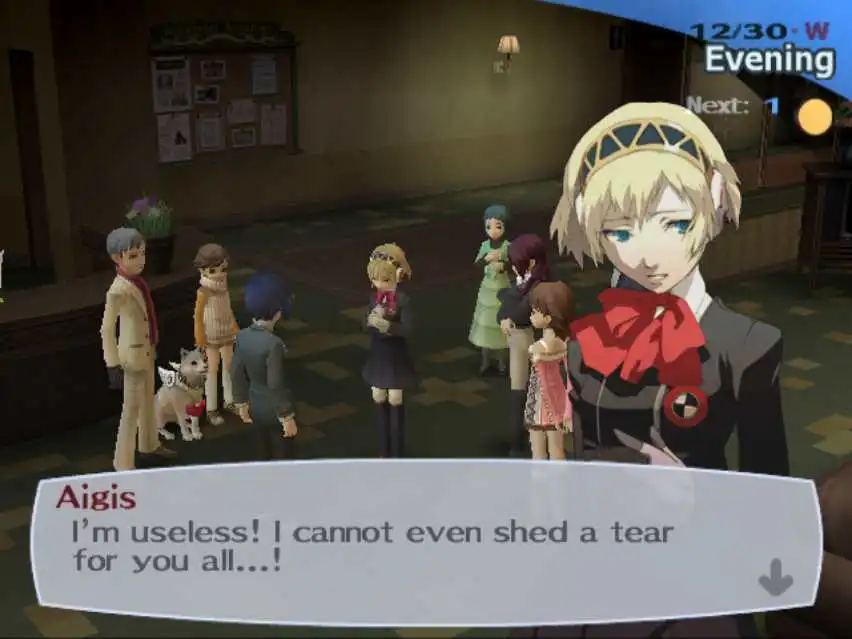 12/30・W
Evening
Next: 1
Aigis
I'm useless! I cannot even shed a tear
for you all...!